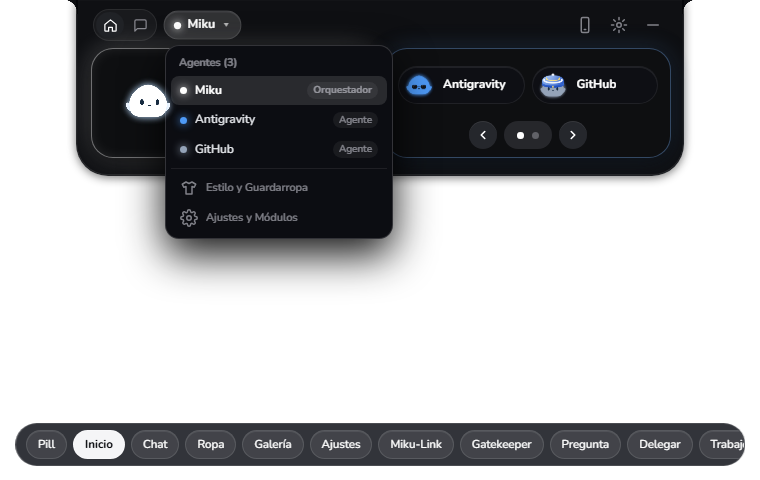 Miku
Agentes (3)
Miku Orquestador
Antigravity Agente
GitHub Agente
Estilo y Guardarropa
Ajustes y Módulos
Antigravity GitHub
Pill Inicio Chat Ropa Galería Ajustes Miku-Link Gatekeeper Pregunta Delegar